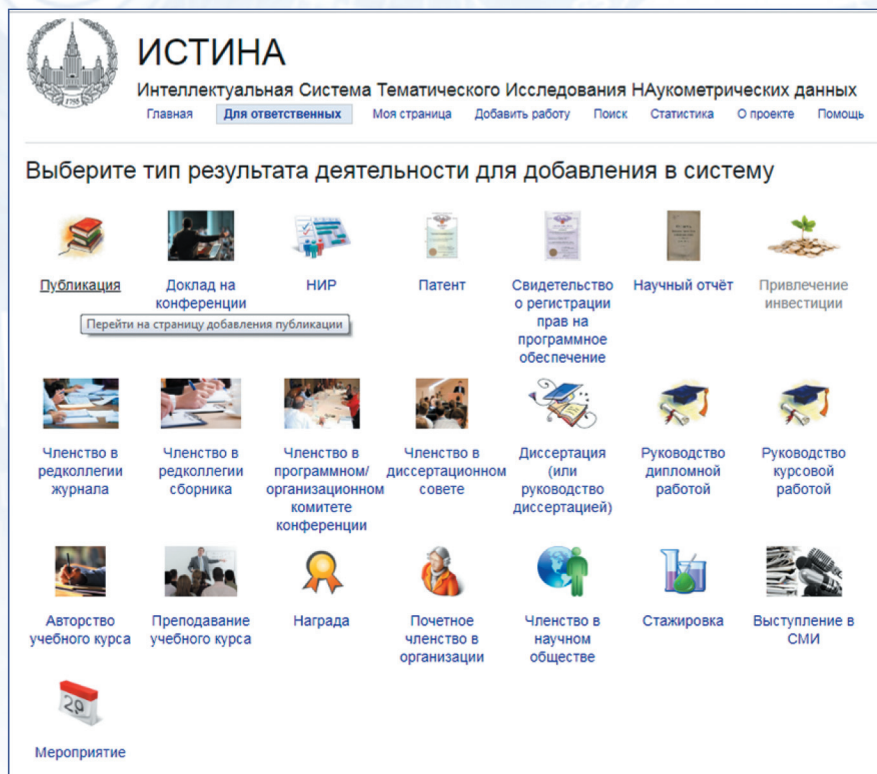 ИСТИНА
Интеллектуальная Система Тематического Исследования НАукометрических данных
Главная Для ответственных Моя страница Добавить работу Поиск Статистика О проекте Помощь
Выберите тип результата деятельности для добавления в систему
Публикация
Доклад на
конференции
НИР
Патент
Свидетельство
о регистрации
прав на
программное
обеспечение
Научный отчёт
Привлечение
инвестиции
Перейти на страницу добавления публикации
Членство в
редколлегии
журнала
Членство в
редколлегии
сборника
Членство в
программном/
организационном
комитете
конференции
Членство в
диссертационном
совете
Диссертация
(или
руководство
диссертацией)
Руководство
дипломной
работой
Руководство
курсовой
работой
Авторство
учебного курса
Преподавание
учебного курса
Награда
Почетное
членство в
организации
Членство в
научном
обществе
Стажировка
Выступление в
СМИ
29
Мероприятие
1755